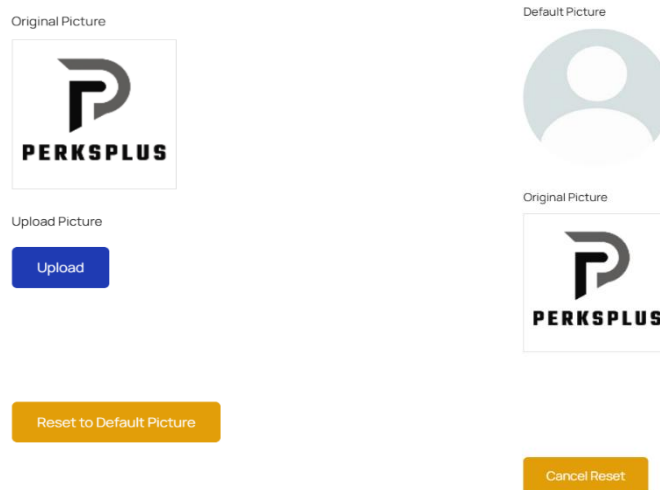 Original Picture
PERKSPLUS
Upload Picture
Upload
Reset to Default Picture
Default Picture
Original Picture
PERKSPLUS
Cancel Reset